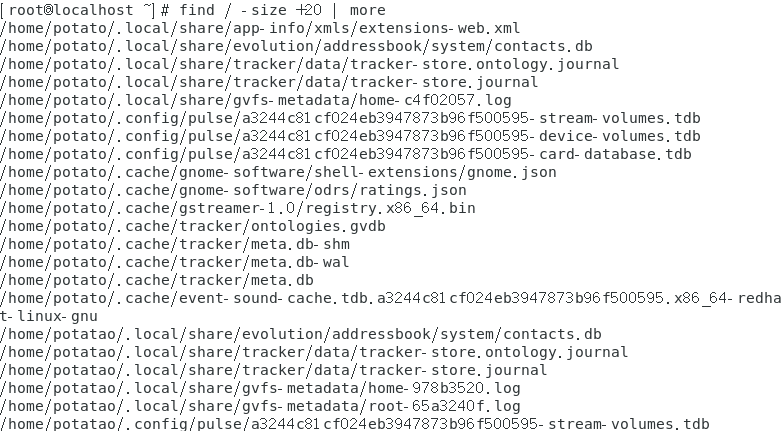 [root@localhost ~]# find / -size +20 | more
/home/potato/.local/share/app-info/xmls/extensions-web.xml
/home/potato/.local/share/evolution/addressbook/system/contacts.db
/home/potato/.local/share/tracker/data/tracker-store.ontology.journal
/home/potato/.local/share/tracker/data/tracker-store.journal
/home/potato/.local/share/gvfs-metadata/home-c4f02057.log
/home/potato/.config/pulse/a3244c81cf024eb3947873b96f500595-stream-volumes.tdb
/home/potato/.config/pulse/a3244c81cf024eb3947873b96f500595-device-volumes.tdb
/home/potato/.config/pulse/a3244c81cf024eb3947873b96f500595-card-database.tdb
/home/potato/.cache/gnome-software/shell-extensions/gnome.json
/home/potato/.cache/gnome-software/odrs/ratings.json
/home/potato/.cache/gstreamer-1.0/registry.x86_64.bin
/home/potato/.cache/tracker/ontologies.gvdb
/home/potato/.cache/tracker/meta.db-shm
/home/potato/.cache/tracker/meta.db-wal
/home/potato/.cache/tracker/meta.db
/home/potato/.cache/event-sound-cache.tdb.a3244c81cf024eb3947873b96f500595.x86_64-redha
t-linux-gnu
/home/potatao/.local/share/evolution/addressbook/system/contacts.db
/home/potatao/.local/share/tracker/data/tracker-store.ontology.journal
/home/potatao/.local/share/tracker/data/tracker-store.journal
/home/potatao/.local/share/gvfs-metadata/home-978b3520.log
/home/potatao/.local/share/gvfs-metadata/root-65a3240f.log
/home/potatao/.config/pulse/a3244c81cf024eb3947873b96f500595-stream-volumes.tdb